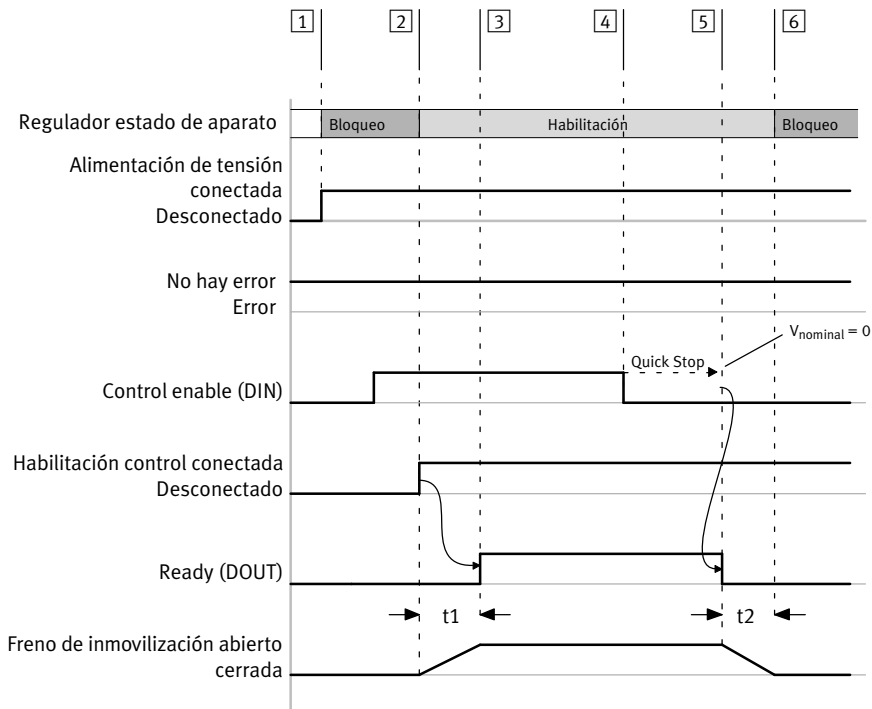 1 2 3 4 5 6
Regulador estado de aparato
Bloqueo Habilitación Bloqueo
Alimentación de tensión
conectada
Desconectado
No hay error
Error
Vnominal = 0
Quick Stop
Control enable (DIN)
Habilitación control conectada
Desconectado
Ready (DOUT)
t1 t2
Freno de inmovilización abierto
cerrada